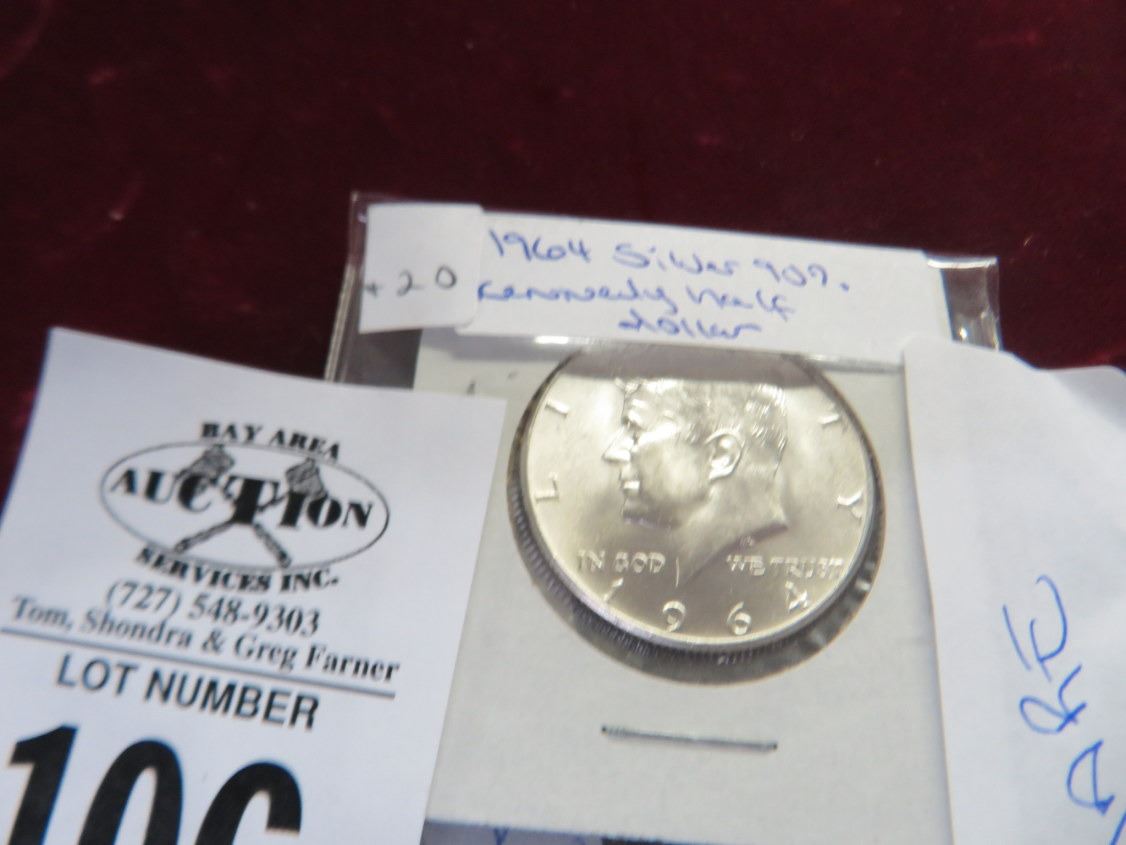 1964 Silver 90%
+20
Kennedy half
dollar
BAY AREA
AUCTION
SERVICES INC.
(727) 548-9303
Tom, Shondra & Greg Farner
LOT NUMBER
LIBERTY
IN GOD WE TRUST
1964